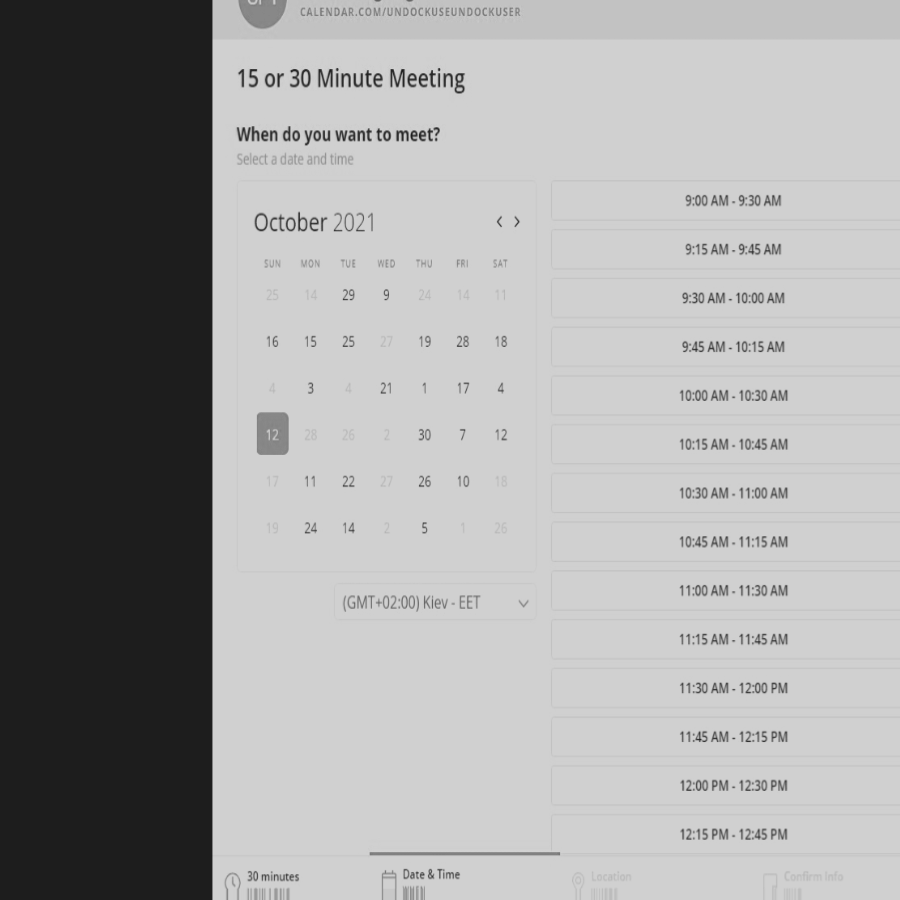 CALENDAR.COM/UNDOCKUSEUNDOCKUSER
15 or 30 Minute Meeting
When do you want to meet?
Select a date and time
October 2021
SUN MON TUE WED THU FRI SAT
25 14 29 9 24 14 11
16 15 25 27 19 28 18
4 3 4 21 1 17 4
12 28 26 2 30 7 12
17 11 22 27 26 10 18
19 24 14 2 5 1 26
(GMT+02:00) Kiev - EET
9:00 AM - 9:30 AM
9:15 AM - 9:45 AM
9:30 AM - 10:00 AM
9:45 AM - 10:15 AM
10:00 AM - 10:30 AM
10:15 AM - 10:45 AM
10:30 AM - 11:00 AM
10:45 AM - 11:15 AM
11:00 AM - 11:30 AM
11:15 AM - 11:45 AM
11:30 AM - 12:00 PM
11:45 AM - 12:15 PM
12:00 PM - 12:30 PM
12:15 PM - 12:45 PM
30 minutes
Date & Time
Location
Confirm Info